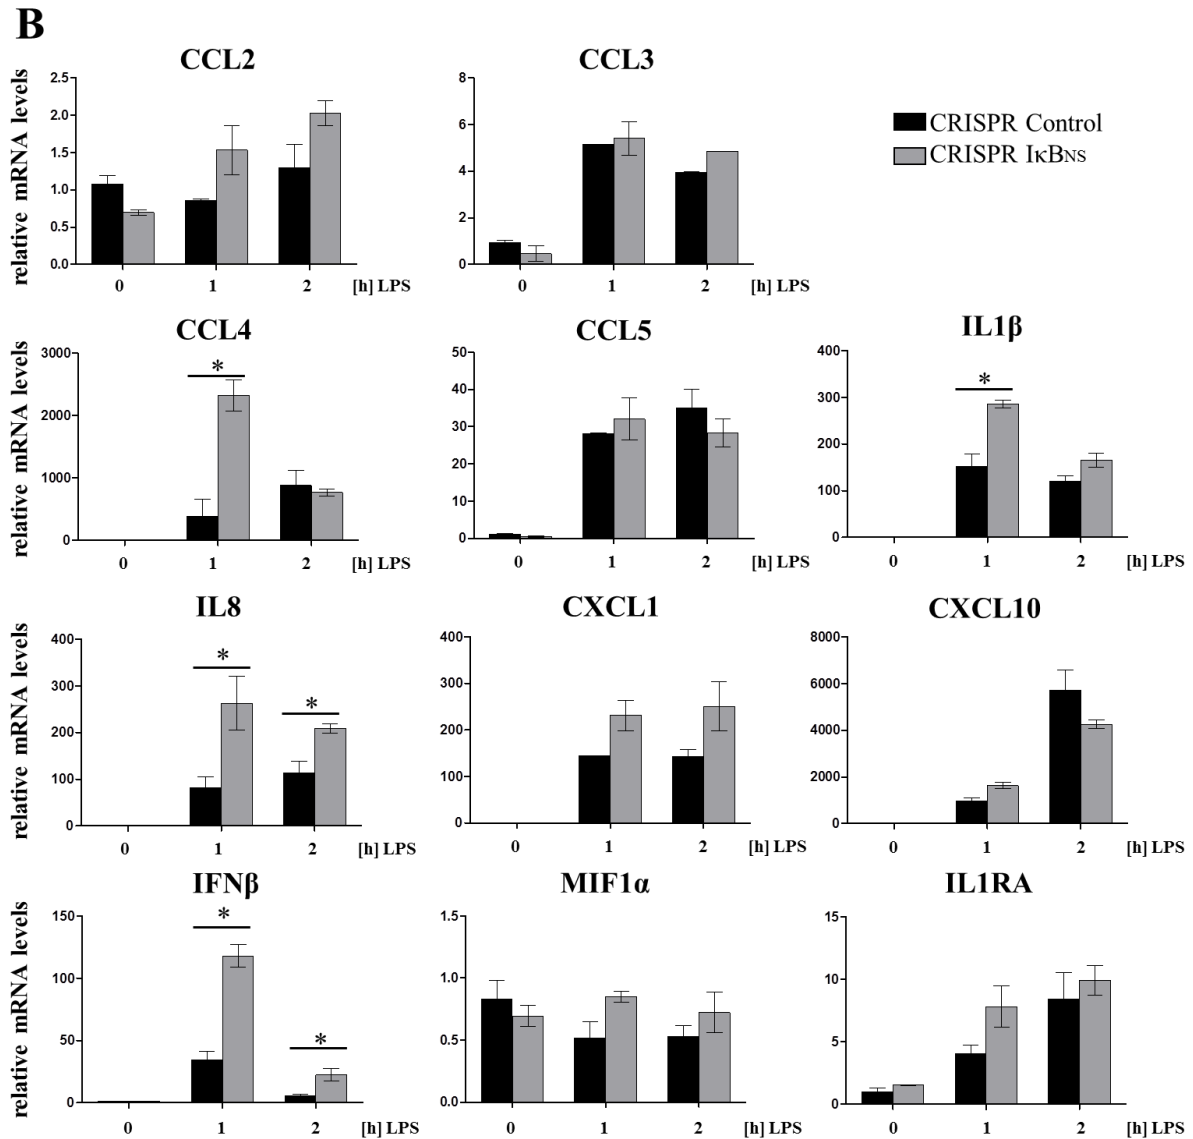 B
CCL2
relative mRNA levels
2.5
2.0
1.5
1.0
0.5
0.0
0 1 2 [h] LPS
CCL3
8
6
4
2
0
0 1 2 [h] LPS
CRISPR Control
CRISPR IκBNS
CCL4
relative mRNA levels
3000
2000
1000
0
*
0 1 2 [h] LPS
CCL5
50
40
30
20
10
0
0 1 2 [h] LPS
IL1β
400
300
200
100
0
*
0 1 2 [h] LPS
IL8
relative mRNA levels
400
300
200
100
0
* *
0 1 2 [h] LPS
CXCL1
400
300
200
100
0
0 1 2 [h] LPS
CXCL10
8000
6000
4000
2000
0
0 1 2 [h] LPS
IFNβ
relative mRNA levels
150
100
50
0
* *
0 1 2 [h] LPS
MIF1α
1.5
1.0
0.5
0.0
0 1 2 [h] LPS
IL1RA
15
10
5
0
0 1 2 [h] LPS